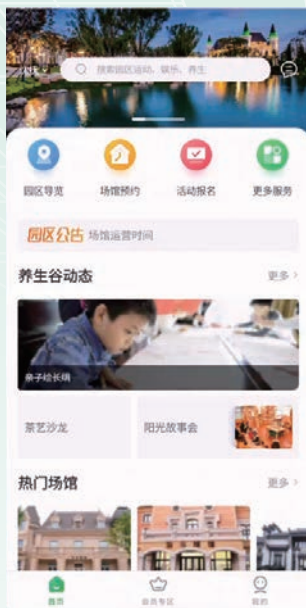 搜索园区运动、娱乐、养生
园区导览 场馆预约 活动报名 更多服务
园区公告 场馆运营时间
养生谷动态 更多
亲子绘长绢
茶艺沙龙 阳光故事会
热门场馆 更多
首页 会员专区 我的